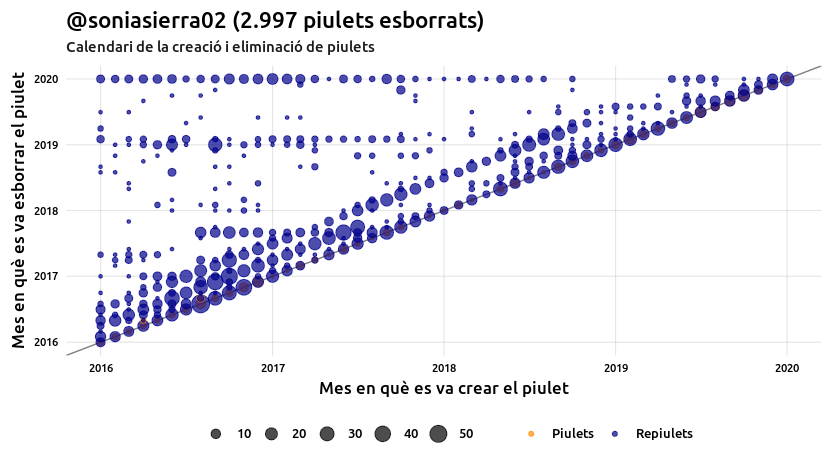 @soniasierra02 (2.997 piulets esborrats)
Calendari de la creació i eliminació de piulets
Mes en què es va esborrar el piulet
2020
2019
2018
2017
2016
2016 2017 2018 2019 2020
Mes en què es va crear el piulet
10 20 30 40 50 Piulets Repiulets